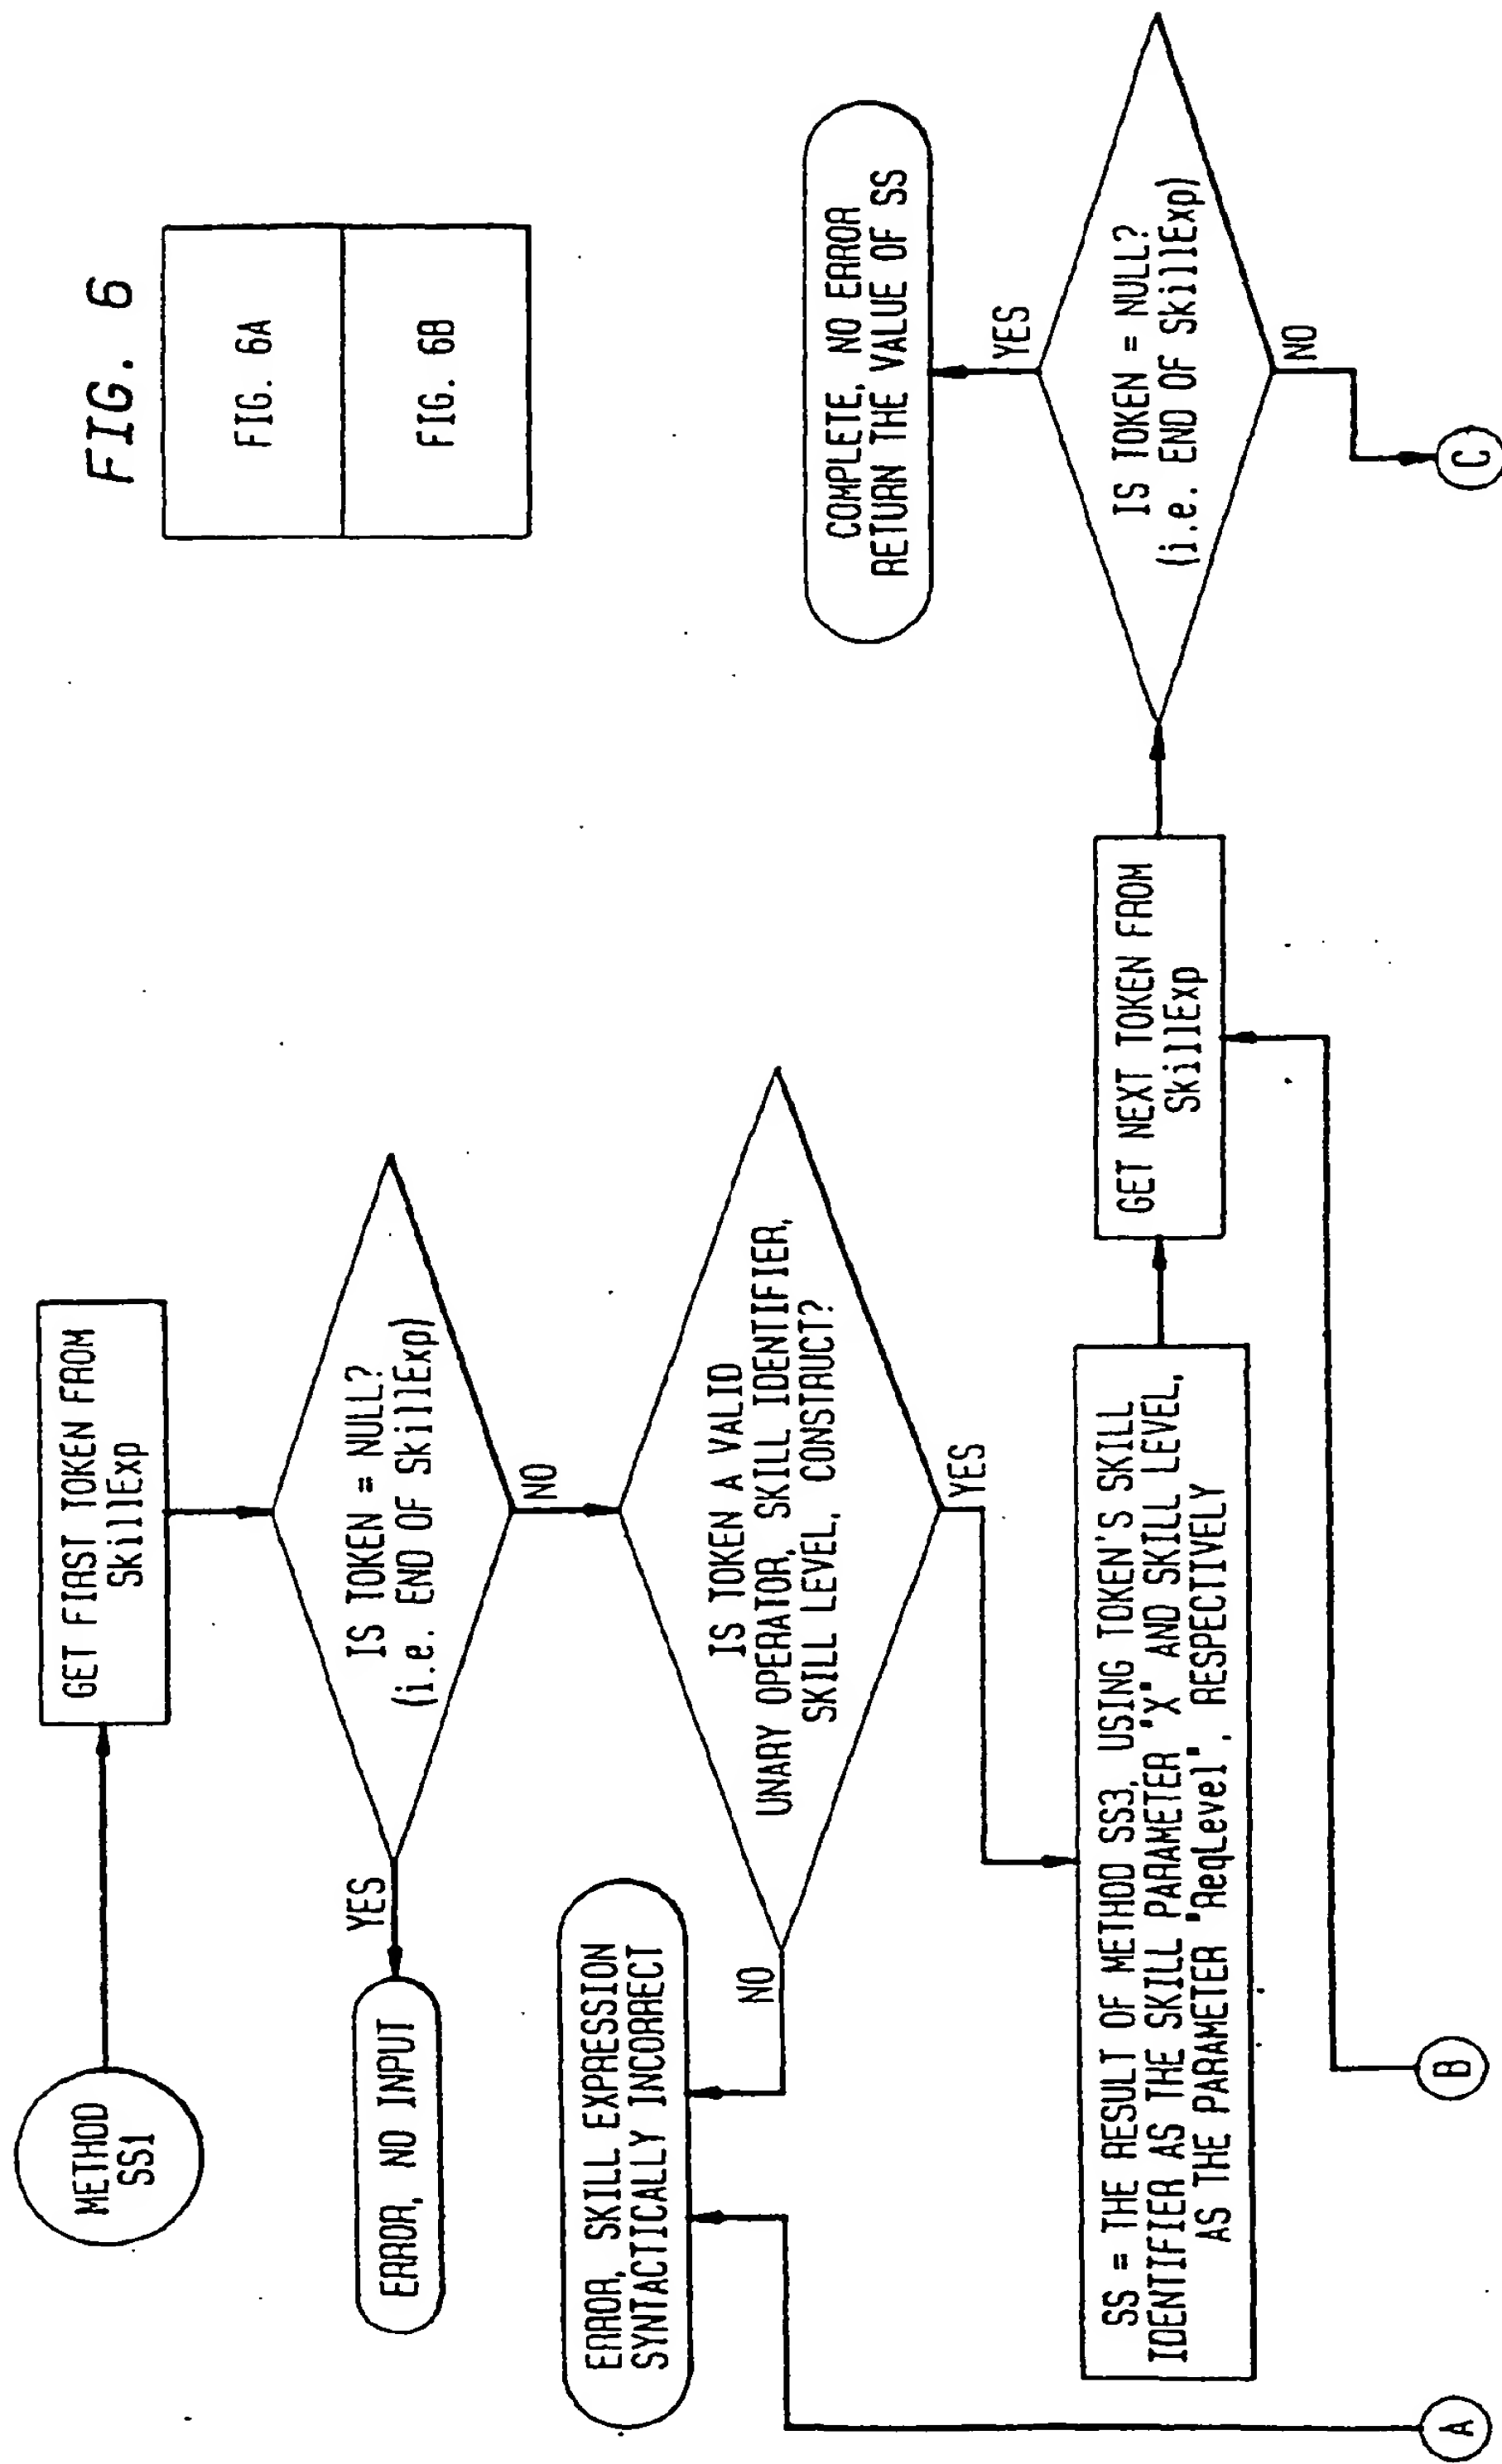 FIG. 6
FIG. 6A
FIG. 6B
METHOD
SS1
GET FIRST TOKEN FROM
SkillExp
IS TOKEN = NULL?
(i.e. END OF SkillExp)
YES
NO
ERROR, NO INPUT
IS TOKEN A VALID
UNARY OPERATOR, SKILL IDENTIFIER,
SKILL LEVEL, CONSTRUCT?
NO
YES
ERROR, SKILL EXPRESSION
SYNTACTICALLY INCORRECT
SS = THE RESULT OF METHOD SS3, USING TOKEN'S SKILL
IDENTIFIER AS THE SKILL PARAMETER "X" AND SKILL LEVEL,
AS THE PARAMETER "ReqLevel", RESPECTIVELY
GET NEXT TOKEN FROM
SkillExp
IS TOKEN = NULL?
(i.e. END OF SkillExp)
YES
NO
COMPLETE, NO ERROR
RETURN THE VALUE OF SS
A
B
C